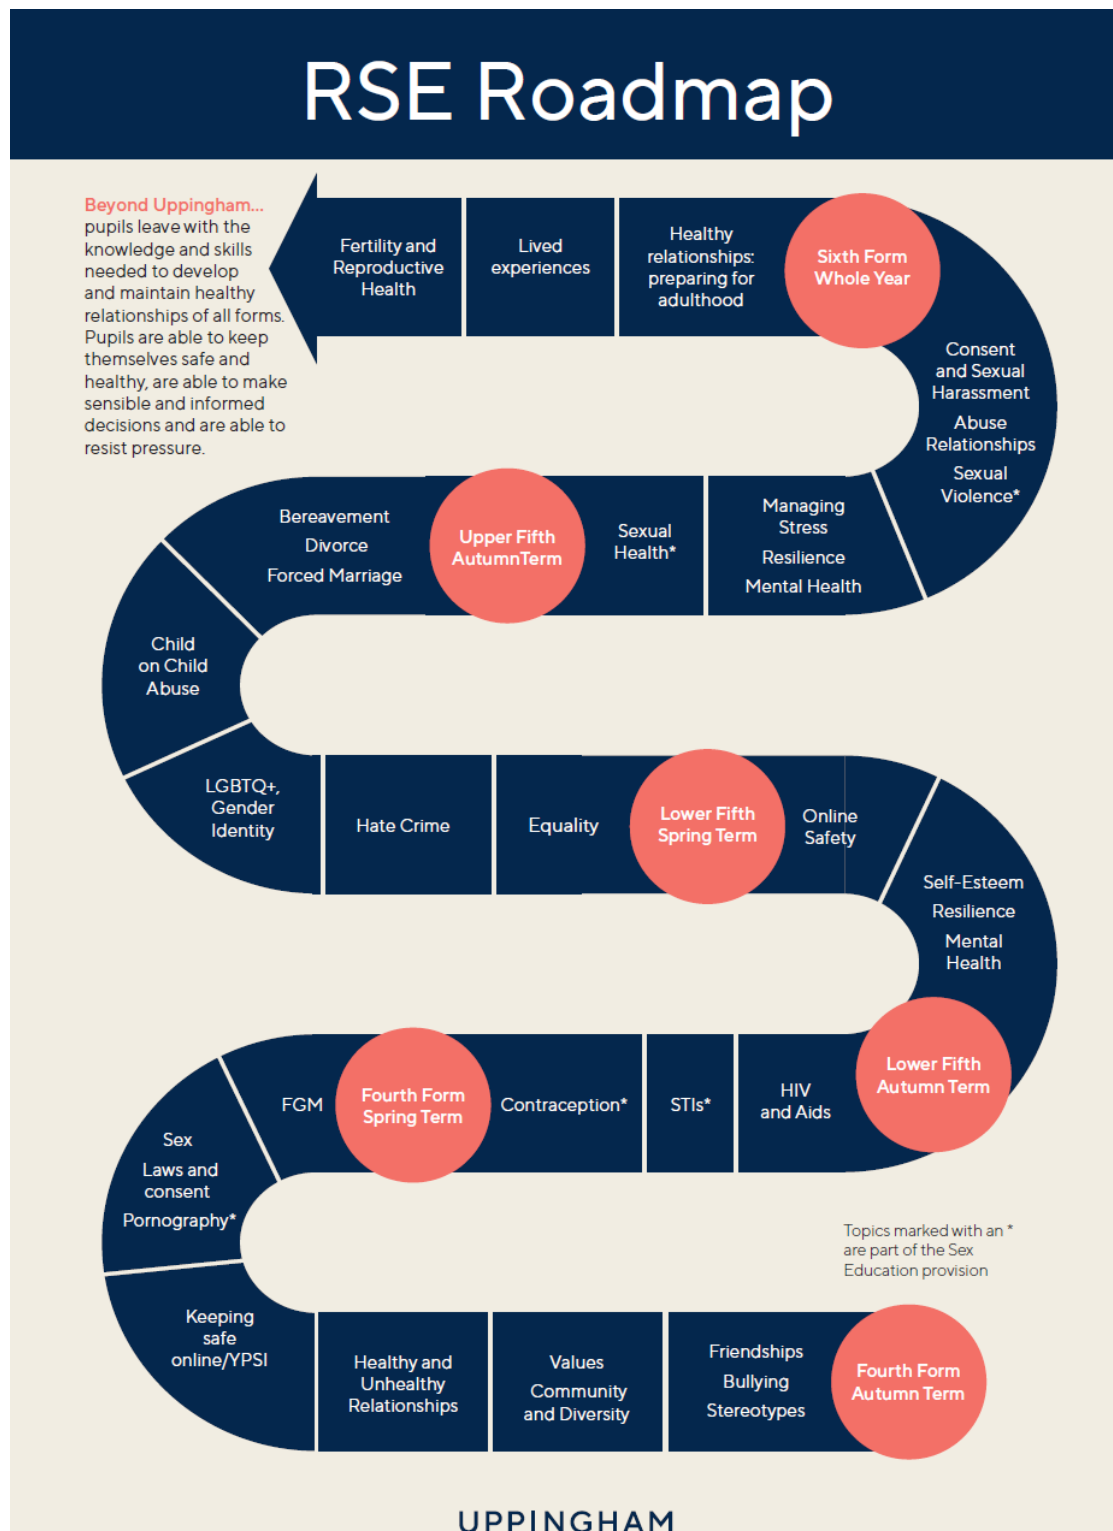 RSE Roadmap
Beyond Uppingham...
pupils leave with the
knowledge and skills
needed to develop
and maintain healthy
relationships of all forms.
Pupils are able to keep
themselves safe and
healthy, are able to make
sensible and informed
decisions and are able to
resist pressure.
Fertility and
Reproductive
Health
Lived
experiences
Healthy
relationships:
preparing for
adulthood
Sixth Form
Whole Year
Consent
and Sexual
Harassment
Abuse
Relationships
Sexual
Violence*
Bereavement
Divorce
Forced Marriage
Upper Fifth
AutumnTerm
Sexual
Health*
Managing
Stress
Resilience
Mental Health
Child
on Child
Abuse
LGBTQ+,
Gender
Identity
Hate Crime
Equality
Lower Fifth
Spring Term
Online
Safety
Self-Esteem
Resilience
Mental
Health
Lower Fifth
Autumn Term
FGM
Fourth Form
Spring Term
Contraception*
STIs*
HIV
and Aids
Sex
Laws and
consent
Pornography*
Topics marked with an *
are part of the Sex
Education provision
Keeping
safe
online/YPSI
Healthy and
Unhealthy
Relationships
Values
Community
and Diversity
Friendships
Bullying
Stereotypes
Fourth Form
Autumn Term
UPPINGHAM